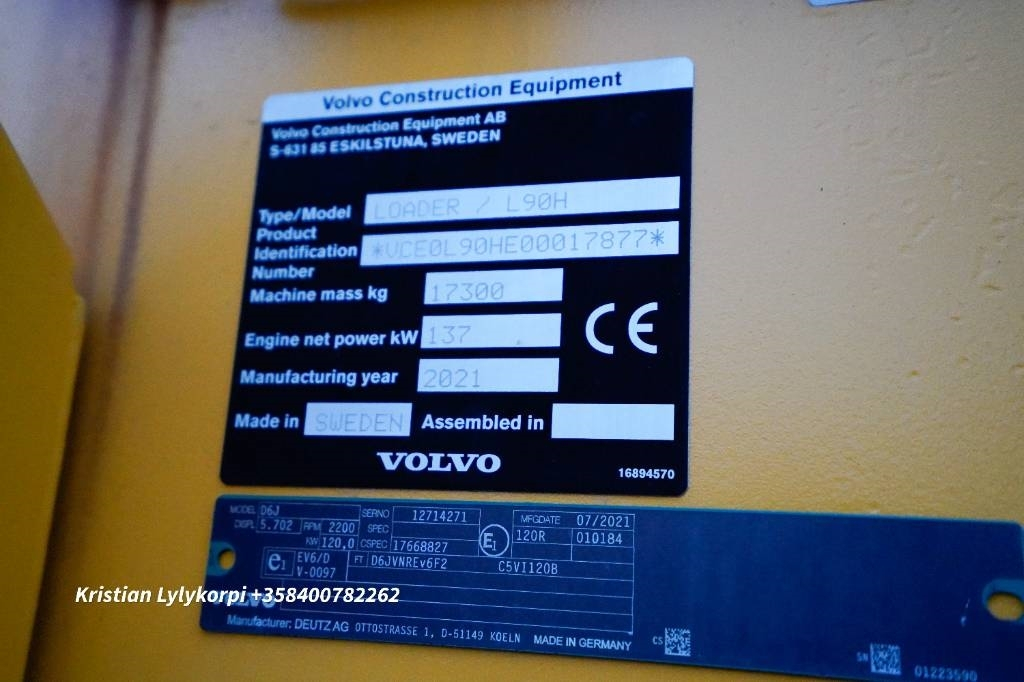 Volvo Construction Equipment
Volvo Construction Equipment AB
S-631 85 ESKILSTUNA, SWEDEN
Type/Model LOADER / L90H
Product
Identification *VCE0L90HE00017877*
Number
Machine mass kg 17300
Engine net power kW 137
CE
Manufacturing year 2021
Made in SWEDEN Assembled in
VOLVO
16894570
MODEL D6J SERNO 12714271 MFGDATE 07/2021
DISPL 5.702 RPM 2200 SPEC E1 120R 010184
KW 120,0 CSPEC 17668827
e1 EV6/D FT D6JVNREv6F2 C5VI120B
V-0097
Kristian Lylykorpi +358400782262
VOLVO
Manufacturer: DEUTZ AG OTTOSTRASSE 1, D-51149 KOELN MADE IN GERMANY
CS
SN
01223590